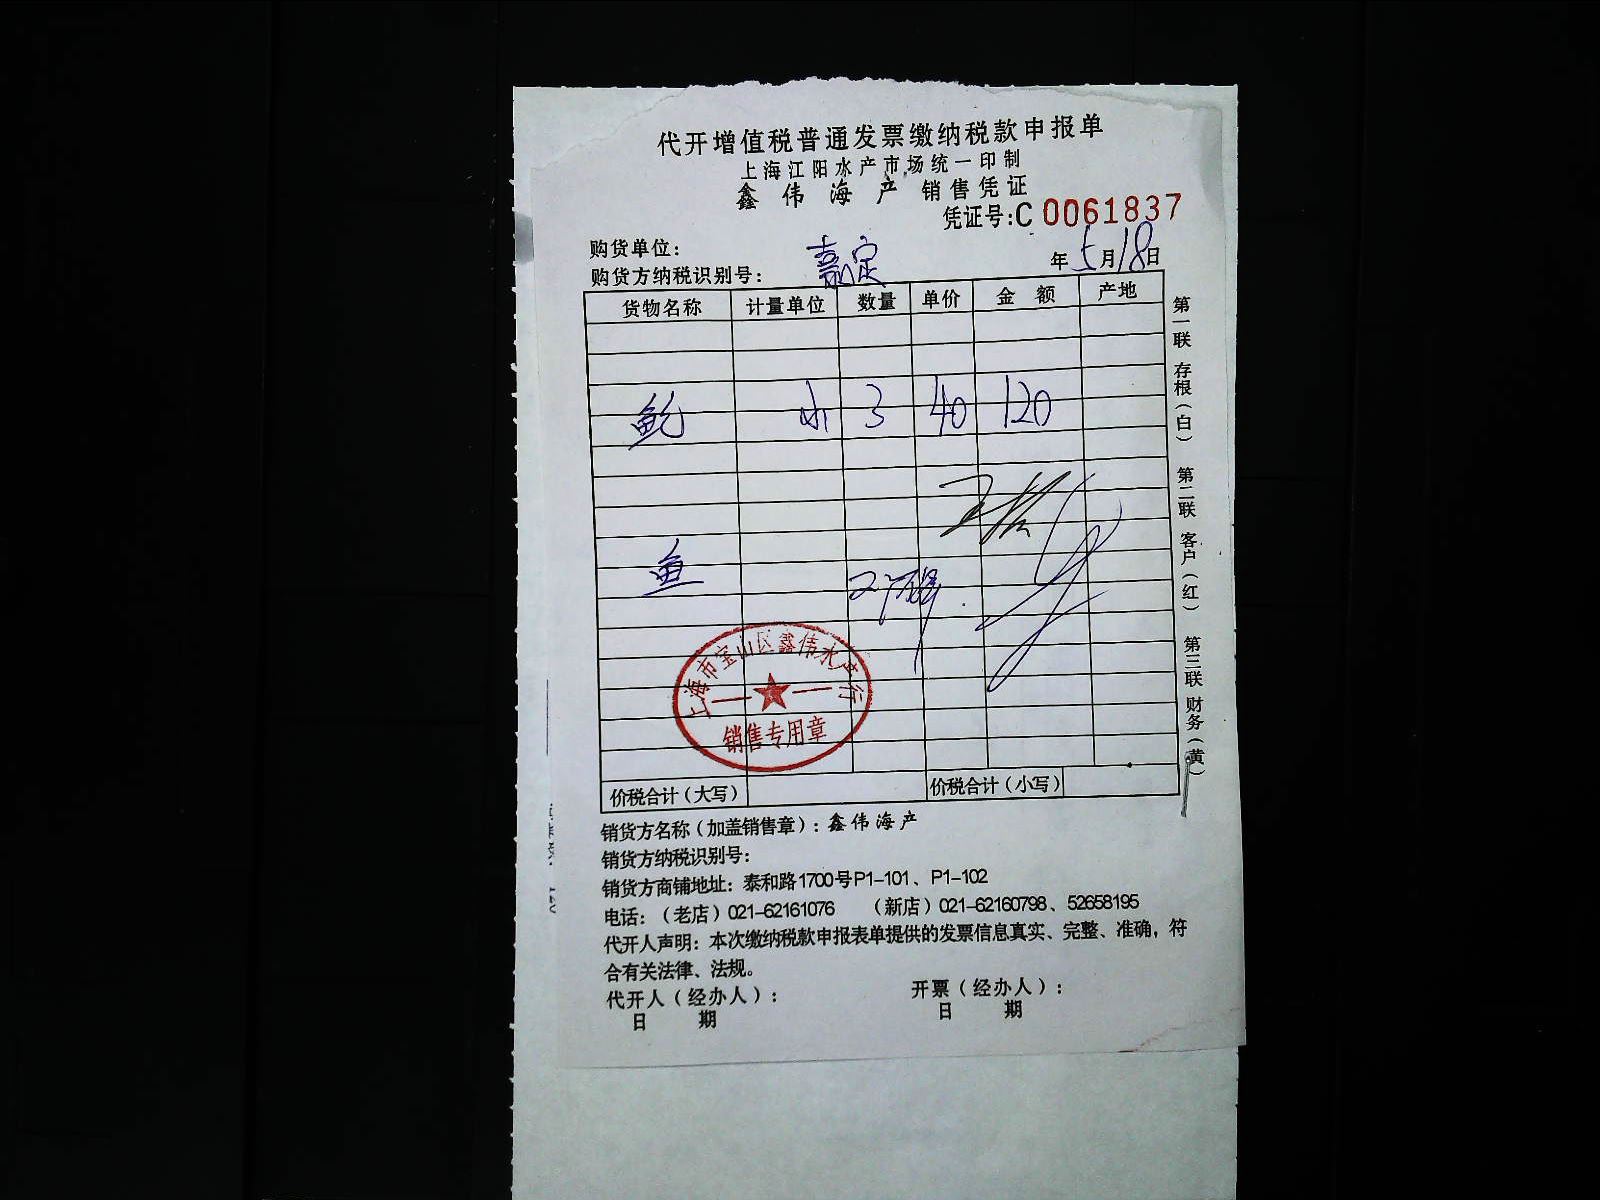 代开增值税普通发票缴纳税款申报单
上海江阳水产市场统一印制
鑫伟海产 销售凭证
凭证号:C 0061837
购货单位: 嘉定
年 5 月 18 日
购货方纳税识别号:
货物名称 计量单位 数量 单价 金 额 产地
鲍 小 3 40 120
鱼
上海市宝山区鑫伟水产行
销售专用章
价税合计(大写) 价税合计(小写)
第一联 存根(白) 第二联 客户(红) 第三联 财务(黄)
销货方名称(加盖销售章):鑫伟海产
销货方纳税识别号:
销货方商铺地址:泰和路1700号P1-101、P1-102
电话:(老店)021-62161076 (新店)021-62160798、52658195
代开人声明:本次缴纳税款申报表单提供的发票信息真实、完整、准确,符
合有关法律、法规。
代开人(经办人): 开票(经办人):
日 期 日 期